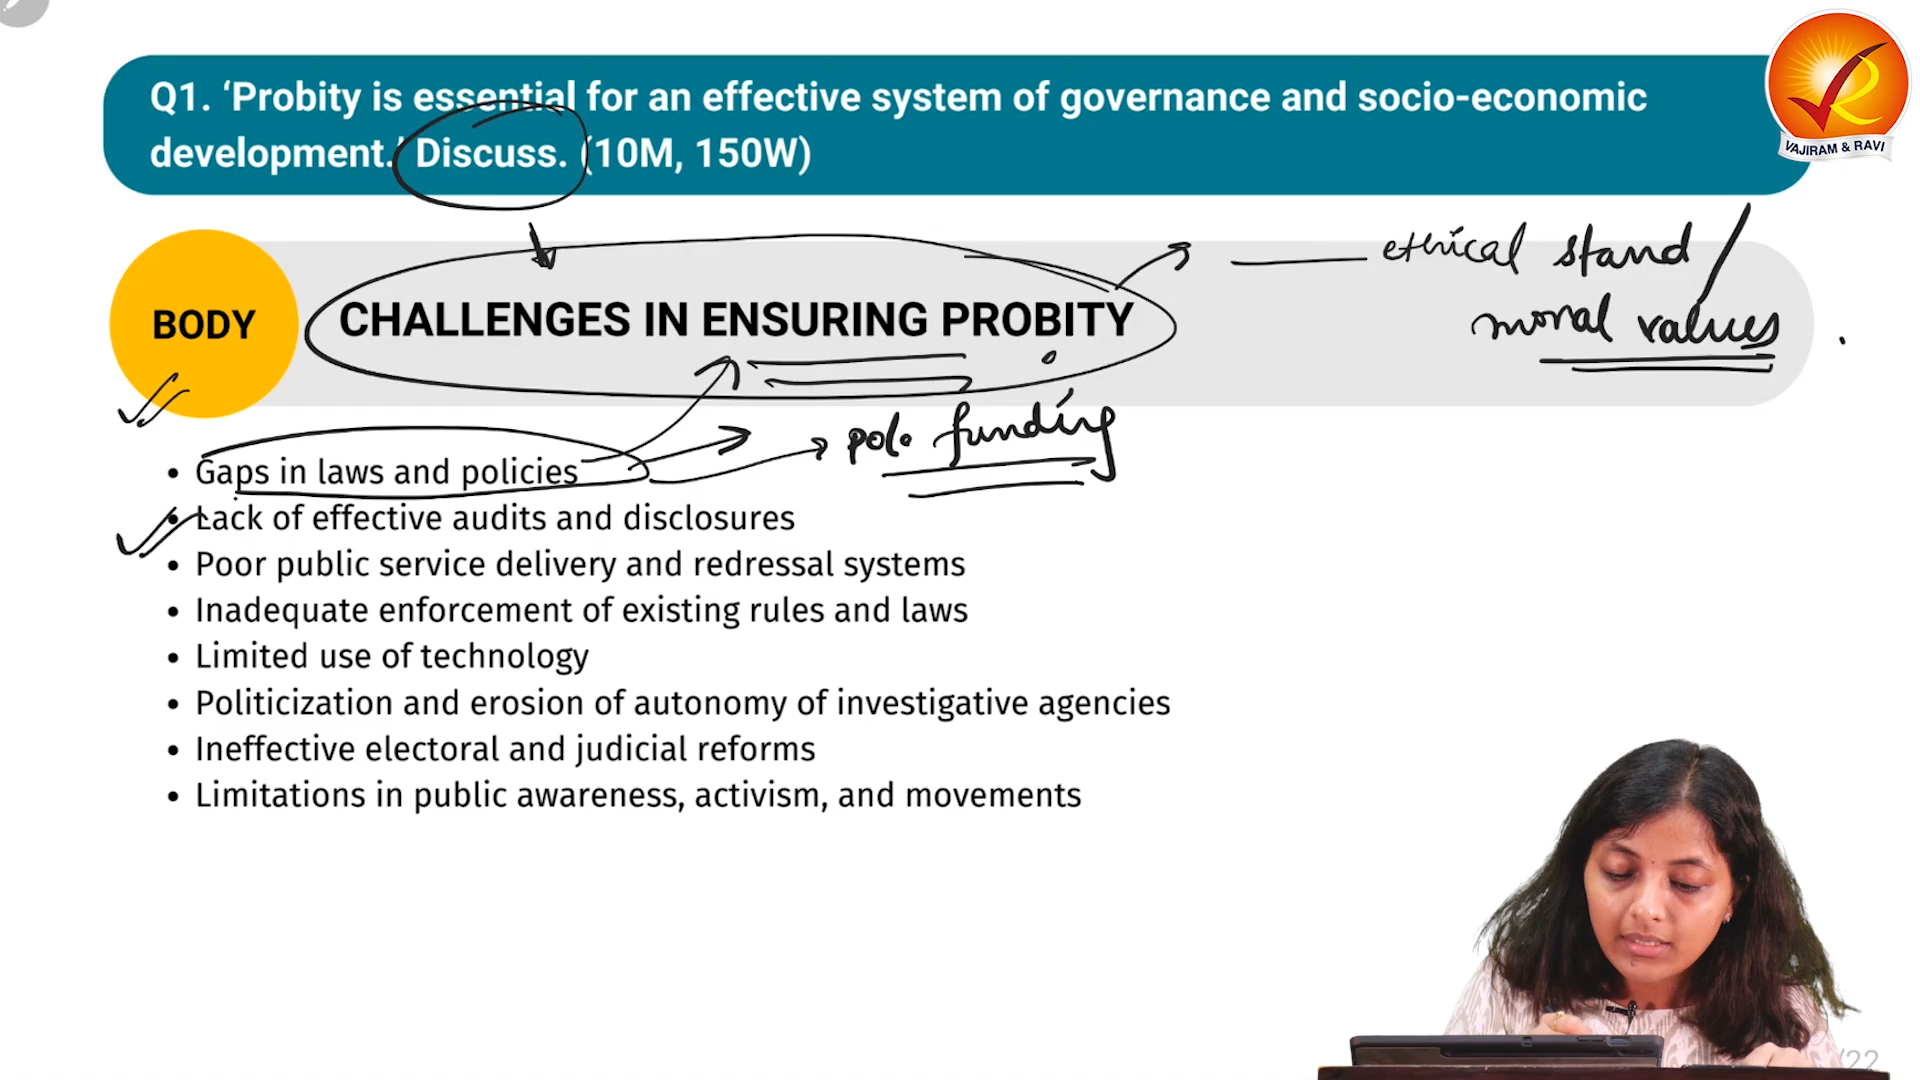 Q1. ‘Probity is essential for an effective system of governance and socio-economic
development.’ Discuss. (10M, 150W)
VAJIRAM & RAVI
ethical stand /
moral values
BODY
CHALLENGES IN ENSURING PROBITY
pol. funding
• Gaps in laws and policies
• Lack of effective audits and disclosures
• Poor public service delivery and redressal systems
• Inadequate enforcement of existing rules and laws
• Limited use of technology
• Politicization and erosion of autonomy of investigative agencies
• Ineffective electoral and judicial reforms
• Limitations in public awareness, activism, and movements
/22